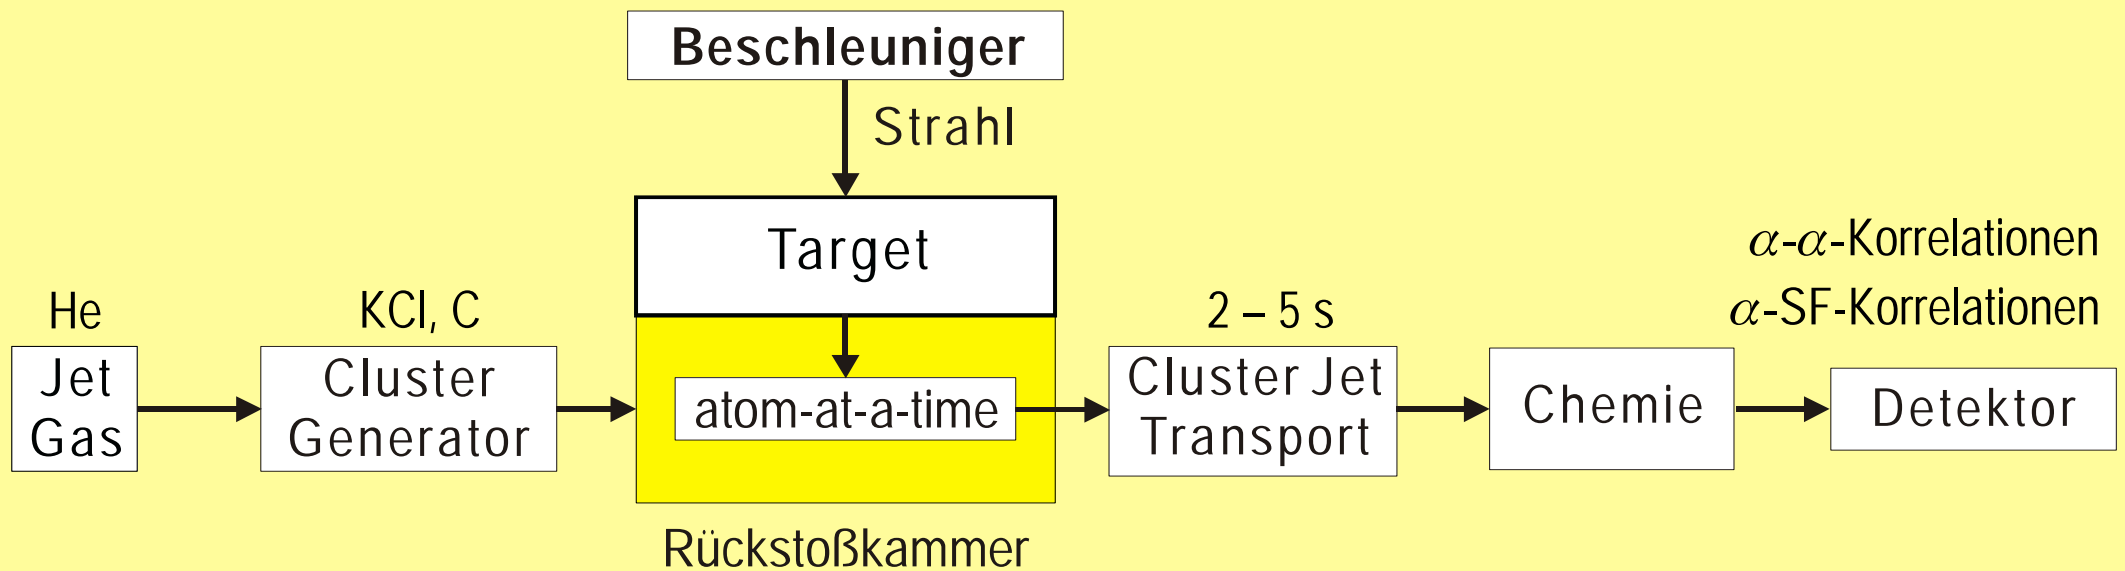 Beschleuniger
Strahl
Target
He
Jet
Gas
KCl, C
Cluster
Generator
atom-at-a-time
Rückstoßkammer
2 – 5 s
Cluster Jet
Transport
Chemie
α-α-Korrelationen
α-SF-Korrelationen
Detektor